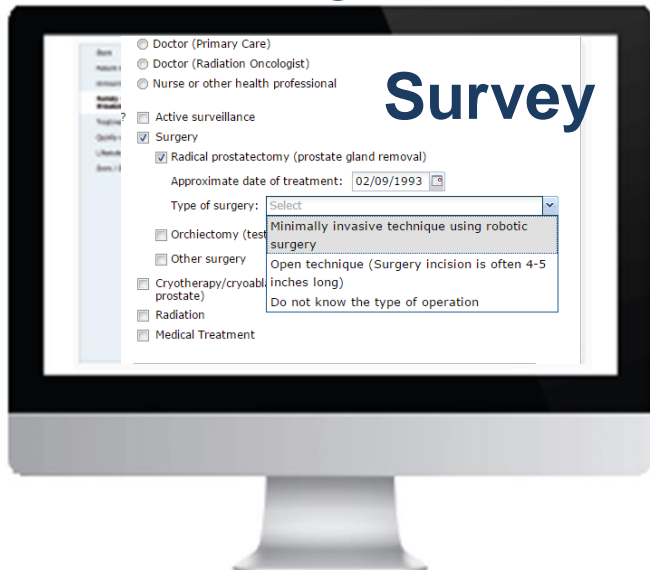 Doctor (Primary Care)
Doctor (Radiation Oncologist)
Nurse or other health professional
Survey
? Active surveillance
Surgery
Radical prostatectomy (prostate gland removal)
Approximate date of treatment: 02/09/1993
Type of surgery: Select
Minimally invasive technique using robotic
surgery
Orchiectomy (test
Open technique (Surgery incision is often 4-5
inches long)
Other surgery
Do not know the type of operation
Cryotherapy/cryoabl
prostate)
Radiation
Medical Treatment